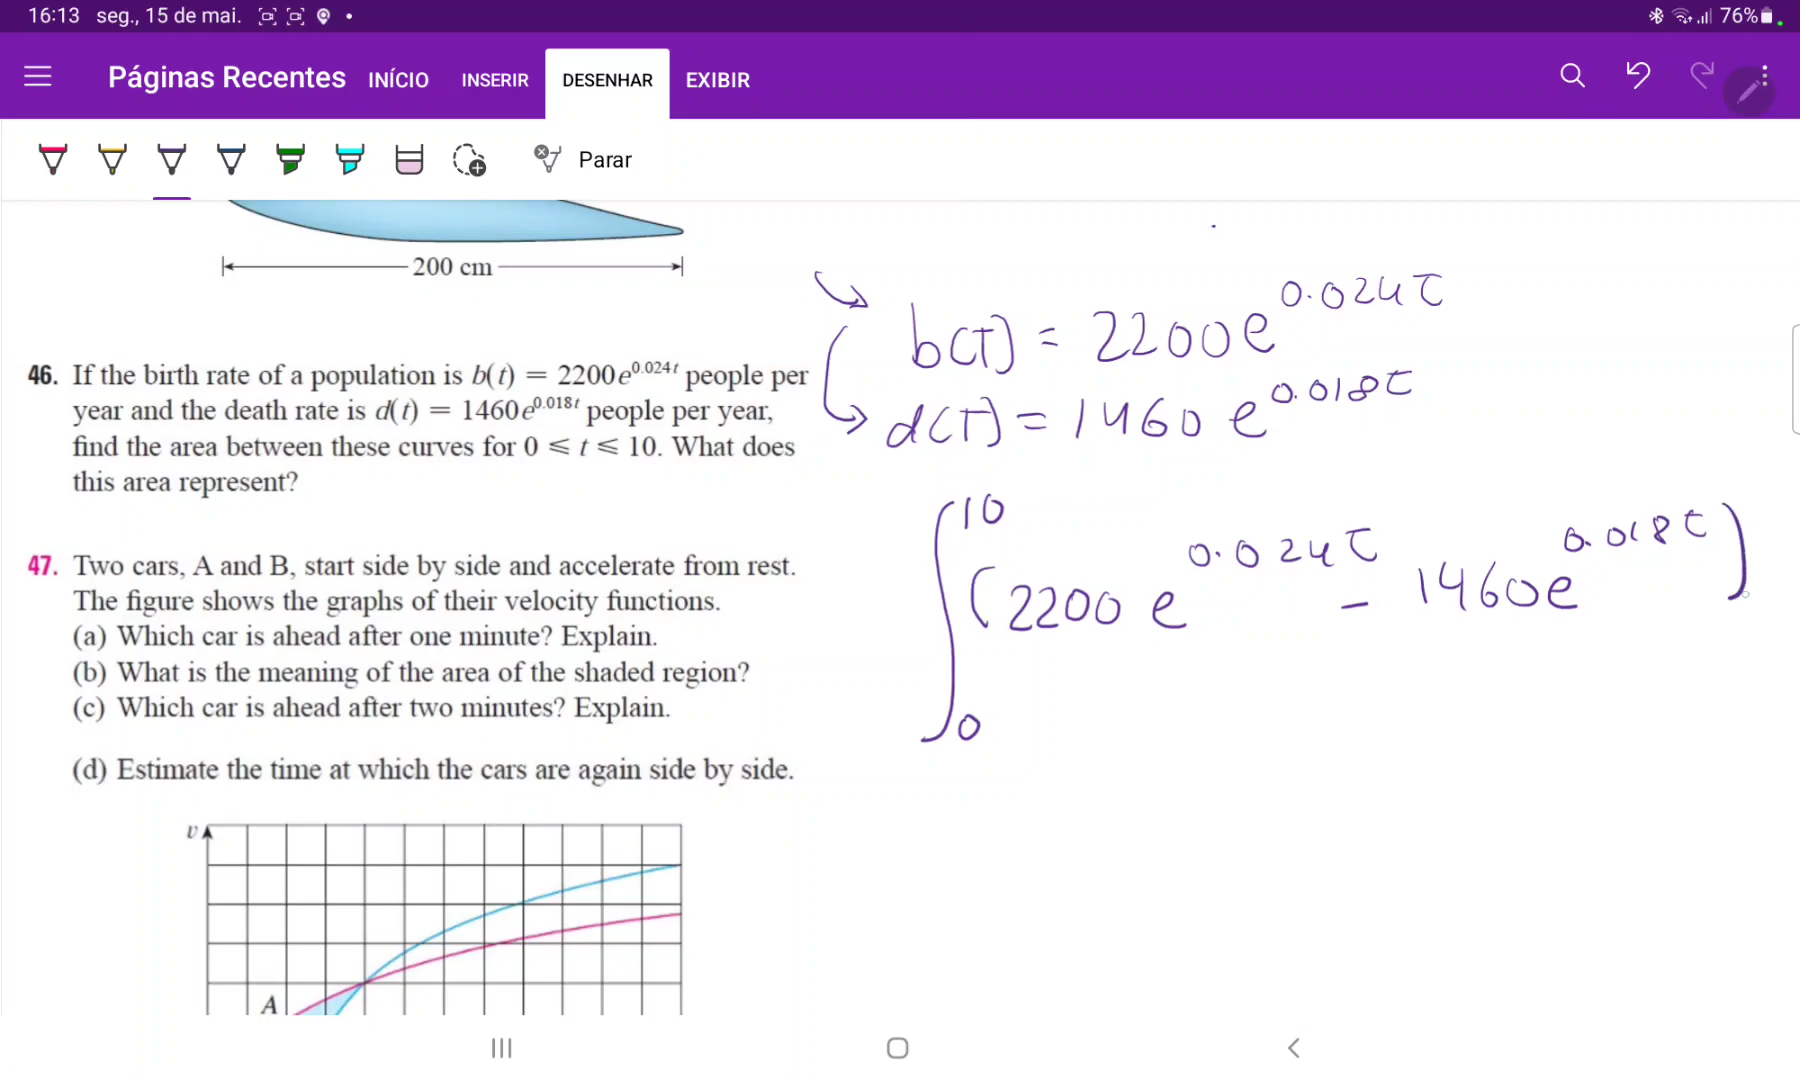 16:13 seg., 15 de mai. 76%
Páginas Recentes INÍCIO INSERIR DESENHAR EXIBIR
Parar
200 cm
46. If the birth rate of a population is b(t) = 2200e^0.024t people per
year and the death rate is d(t) = 1460e^0.018t people per year,
find the area between these curves for 0 ⩽ t ⩽ 10. What does
this area represent?
47. Two cars, A and B, start side by side and accelerate from rest.
The figure shows the graphs of their velocity functions.
(a) Which car is ahead after one minute? Explain.
(b) What is the meaning of the area of the shaded region?
(c) Which car is ahead after two minutes? Explain.
(d) Estimate the time at which the cars are again side by side.
v
A
b(T) = 2200e^0.024t
d(T) = 1460e^0.018t
∫_0^10 (2200e^0.024t - 1460e^0.018t)